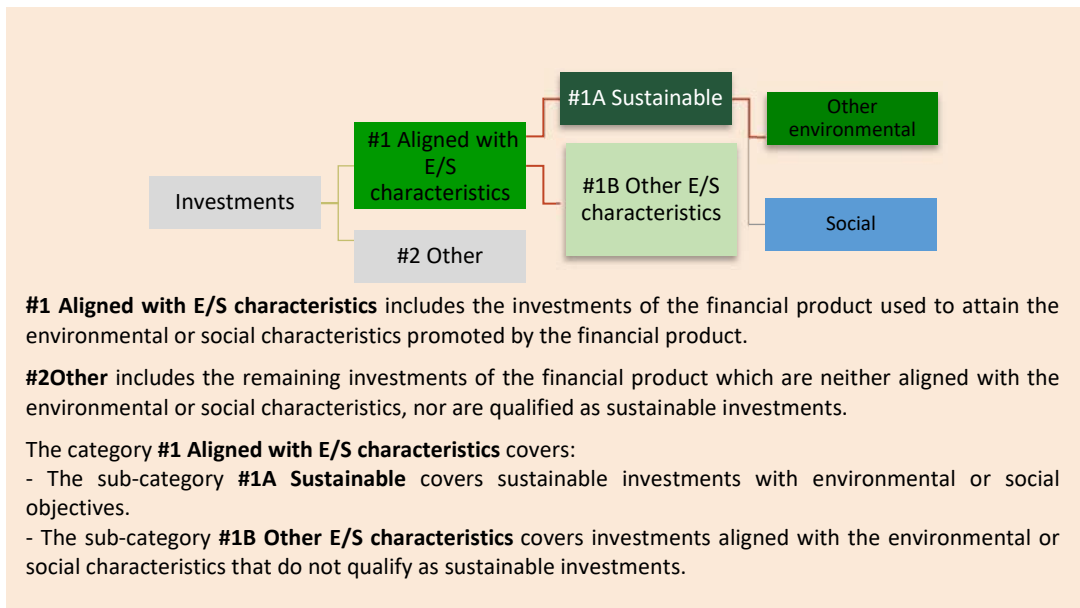 #1A Sustainable
Other
environmental
#1 Aligned with
E/S
characteristics
#1B Other E/S
characteristics
Investments
Social
#2 Other
#1 Aligned with E/S characteristics includes the investments of the financial product used to attain the
environmental or social characteristics promoted by the financial product.
#2Other includes the remaining investments of the financial product which are neither aligned with the
environmental or social characteristics, nor are qualified as sustainable investments.
The category #1 Aligned with E/S characteristics covers:
- The sub-category #1A Sustainable covers sustainable investments with environmental or social
objectives.
- The sub-category #1B Other E/S characteristics covers investments aligned with the environmental or
social characteristics that do not qualify as sustainable investments.